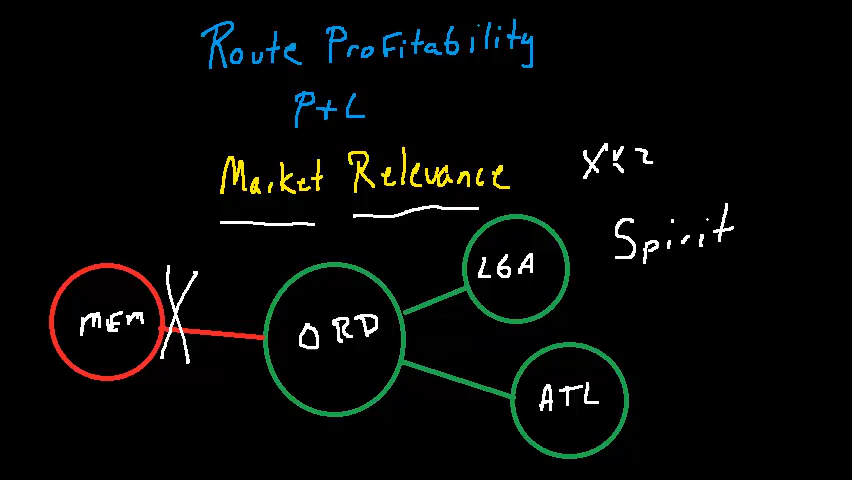 Route Profitability
P+L
Market Relevance
XYZ
Spirit
LGA
MEM
ORD
ATL